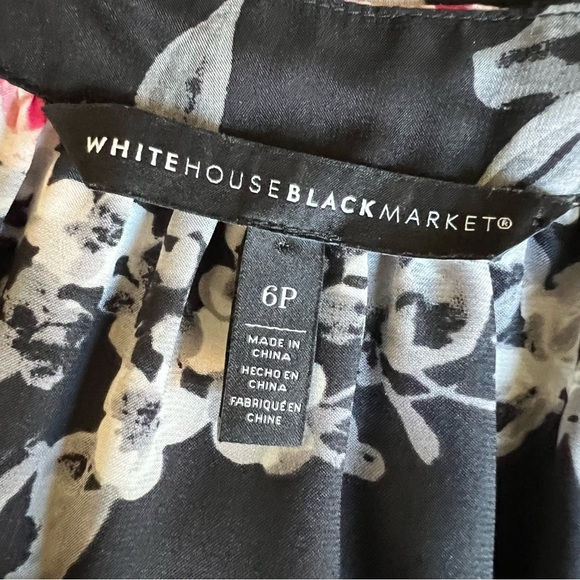 WHITEHOUSEBLACKMARKET®
6P
MADE IN
CHINA
HECHO EN
CHINA
FABRIQUÉ EN
CHINE